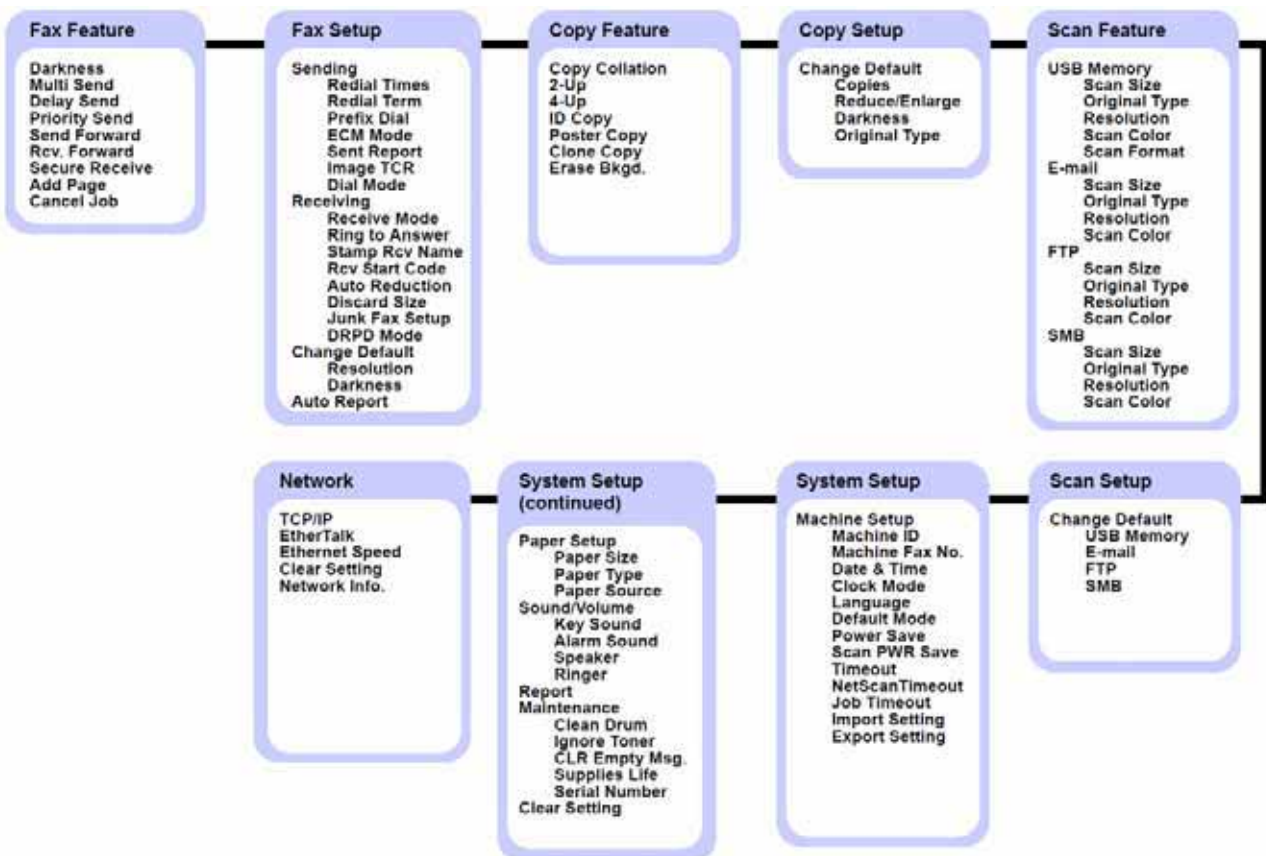 Fax Feature
Darkness
Multi Send
Delay Send
Priority Send
Send Forward
Rcv. Forward
Secure Receive
Add Page
Cancel Job
Fax Setup
Sending
Redial Times
Redial Term
Prefix Dial
ECM Mode
Sent Report
Image TCR
Dial Mode
Receiving
Receive Mode
Ring to Answer
Stamp Rcv Name
Rcv Start Code
Auto Reduction
Discard Size
Junk Fax Setup
DRPD Mode
Change Default
Resolution
Darkness
Auto Report
Copy Feature
Copy Collation
2-Up
4-Up
ID Copy
Poster Copy
Clone Copy
Erase Bkgd.
Copy Setup
Change Default
Copies
Reduce/Enlarge
Darkness
Original Type
Scan Feature
USB Memory
Scan Size
Original Type
Resolution
Scan Color
Scan Format
E-mail
Scan Size
Original Type
Resolution
Scan Color
FTP
Scan Size
Original Type
Resolution
Scan Color
SMB
Scan Size
Original Type
Resolution
Scan Color
Network
TCP/IP
EtherTalk
Ethernet Speed
Clear Setting
Network Info.
System Setup
(continued)
Paper Setup
Paper Size
Paper Type
Paper Source
Sound/Volume
Key Sound
Alarm Sound
Speaker
Ringer
Report
Maintenance
Clean Drum
Ignore Toner
CLR Empty Msg.
Supplies Life
Serial Number
Clear Setting
System Setup
Machine Setup
Machine ID
Machine Fax No.
Date & Time
Clock Mode
Language
Default Mode
Power Save
Scan PWR Save
Timeout
NetScanTimeout
Job Timeout
Import Setting
Export Setting
Scan Setup
Change Default
USB Memory
E-mail
FTP
SMB